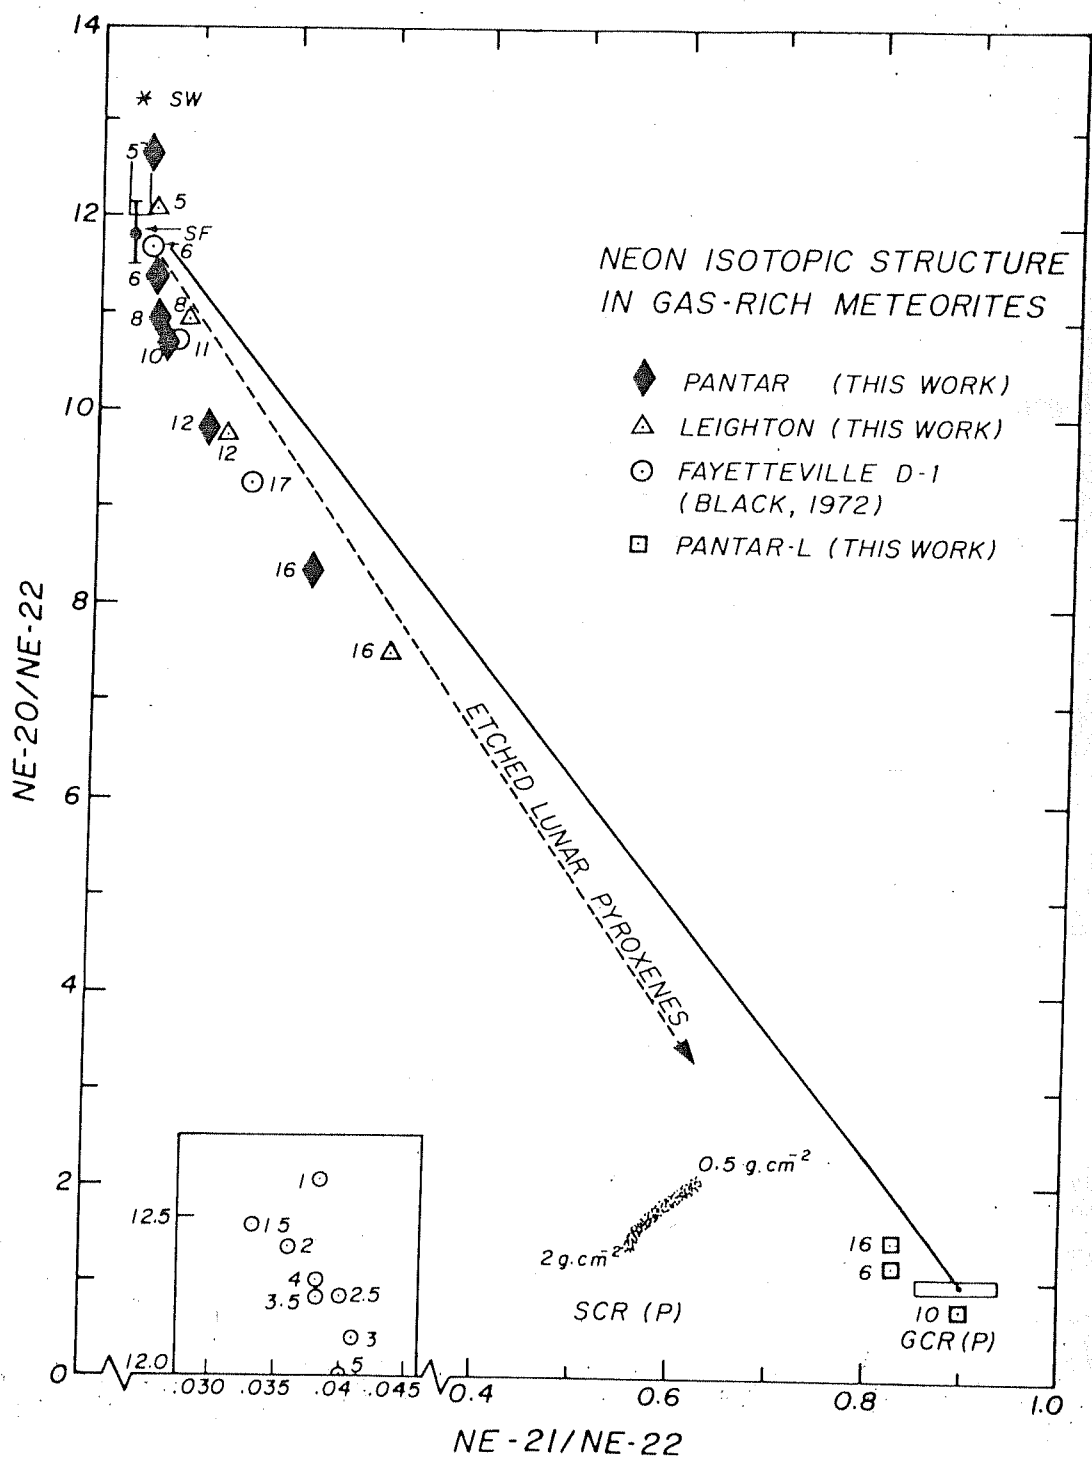 14
12
10
8
6
4
2
0
NE-20/NE-22
* SW
5
5
SF
6
6
8
8
10
11
12
12
17
16
16
NEON ISOTOPIC STRUCTURE
IN GAS-RICH METEORITES
PANTAR (THIS WORK)
LEIGHTON (THIS WORK)
FAYETTEVILLE D-1
(BLACK, 1972)
PANTAR-L (THIS WORK)
ETCHED LUNAR PYROXENES
0.5 g.cm-2
2 g.cm-2
SCR (P)
16
6
10
GCR (P)
12.5
12.0
1
1 5
2
4
3.5
2.5
3
5
.030 .035 .04 .045 0.4 0.6 0.8 1.0
NE-21/NE-22